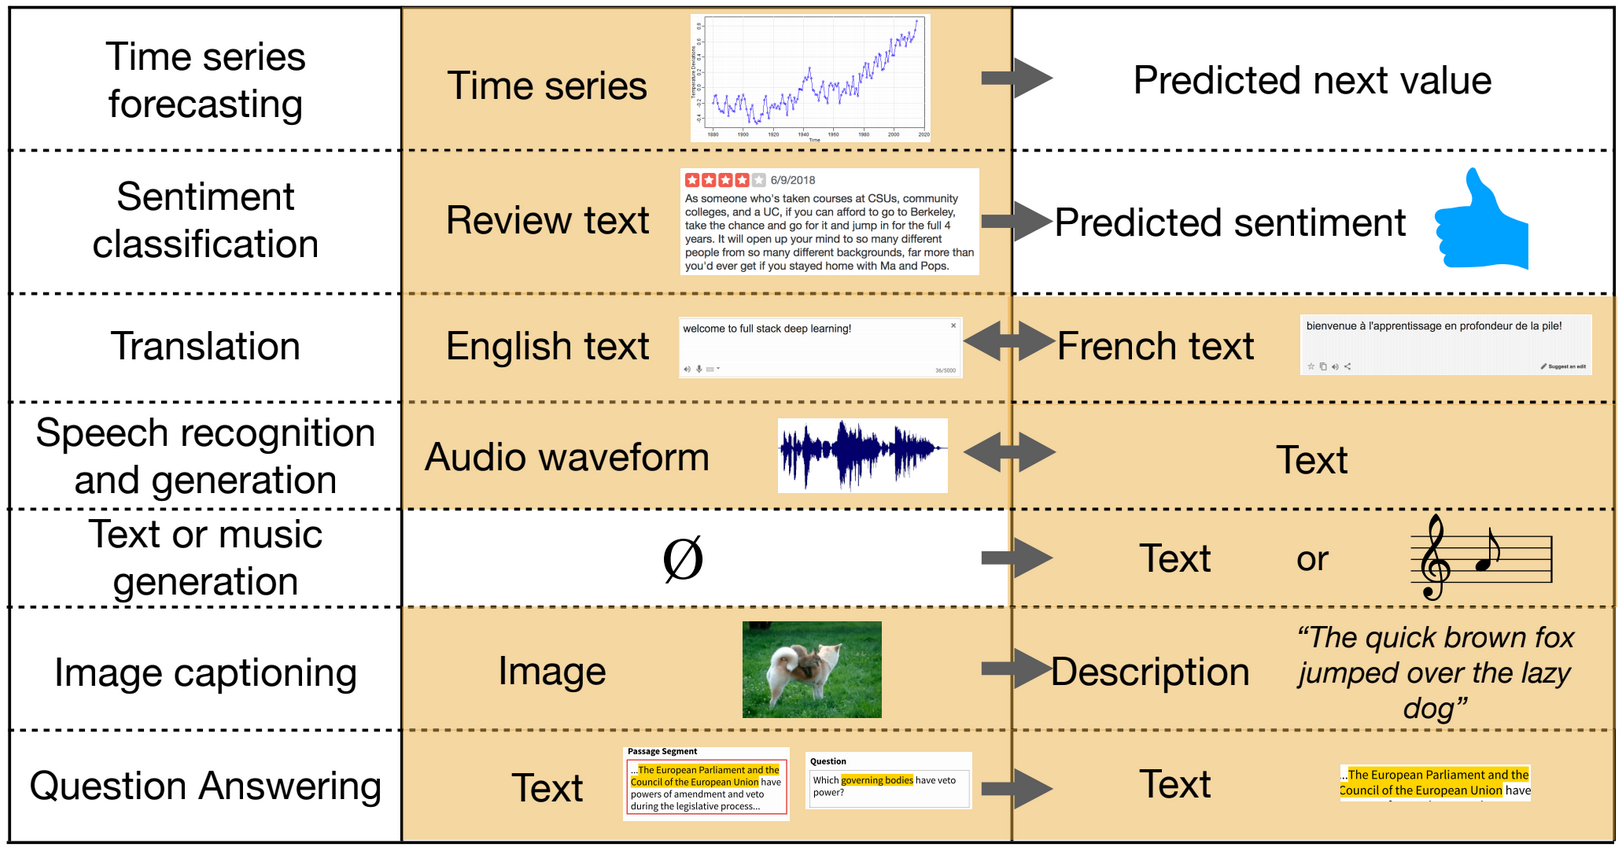 Time series
forecasting
Time series
Temperature Deviations
-0.4 -0.2 0.0 0.2 0.4 0.6 0.8
1880 1900 1920 1940 1960 1980 2000 2020
Time
Predicted next value
Sentiment
classification
Review text
6/9/2018
As someone who's taken courses at CSUs, community
colleges, and a UC, if you can afford to go to Berkeley,
take the chance and go for it and jump in for the full 4
years. It will open up your mind to so many different
people from so many different backgrounds, far more than
you'd ever get if you stayed home with Ma and Pops.
Predicted sentiment
Translation
English text
welcome to full stack deep learning!
36/5000
French text
bienvenue à l'apprentissage en profondeur de la pile!
Suggest an edit
Speech recognition
and generation
Audio waveform
Text
Text or music
generation
Ø
Text or
Image captioning
Image
Description
“The quick brown fox
jumped over the lazy
dog”
Question Answering
Text
Passage Segment
...The European Parliament and the
Council of the European Union have
powers of amendment and veto
during the legislative process...
Question
Which governing bodies have veto
power?
Text
...The European Parliament and the
Council of the European Union have